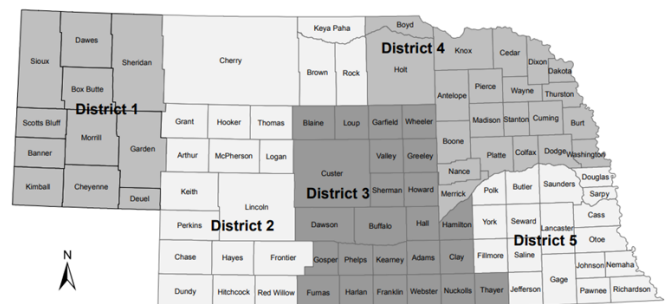 Keya Paha Boyd
District 4
Sioux Dawes Sheridan Cherry Brown Rock Holt Knox Cedar Dixon Dakota
Box Butte
District 1
Antelope Pierce Wayne Thurston
Scotts Bluff Morrill Garden Grant Hooker Thomas Blaine Loup Garfield Wheeler Madison Stanton Cuming Burt
Boone
Banner Arthur McPherson Logan Custer Valley Greeley Platte Colfax Dodge Washington
Nance
Kimball Cheyenne Deuel Keith Lincoln District 3 Sherman Howard Merrick Polk Butler Saunders Douglas
Sarpy
Perkins District 2 Dawson Buffalo Hall Hamilton York Seward Lancaster Cass
District 5 Otoe
N Chase Hayes Frontier Gosper Phelps Kearney Adams Clay Fillmore Saline Johnson Nemaha
Gage
Dundy Hitchcock Red Willow Furnas Harlan Franklin Webster Nuckolls Thayer Jefferson Pawnee Richardson